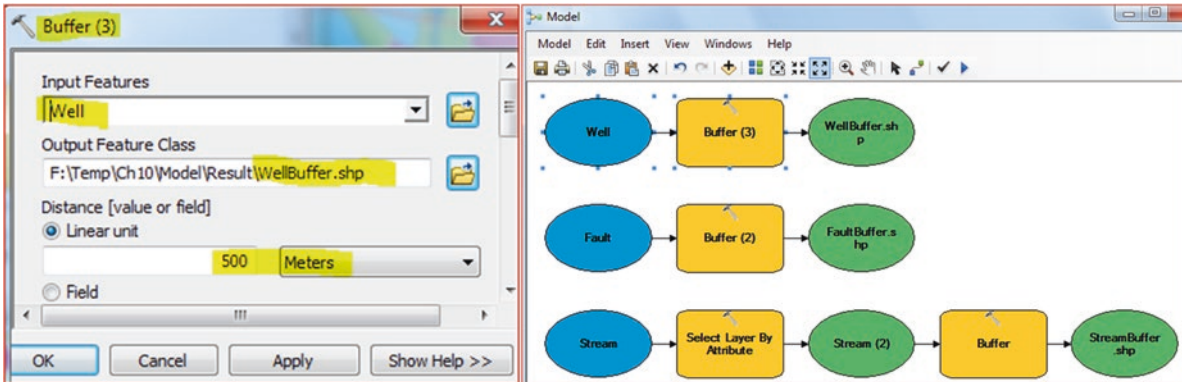 Buffer (3)
Input Features
Well
Output Feature Class
F:\Temp\Ch10\Model\Result\WellBuffer.shp
Distance [value or field]
Linear unit
500 Meters
Field
OK Cancel Apply Show Help >>
Model
Model Edit Insert View Windows Help
Well
Buffer (3)
WellBuffer.sh
p
Fault
Buffer (2)
FaultBuffer.s
hp
Stream
Select Layer By
Attribute
Stream (2)
Buffer
StreamBuffer
.shp